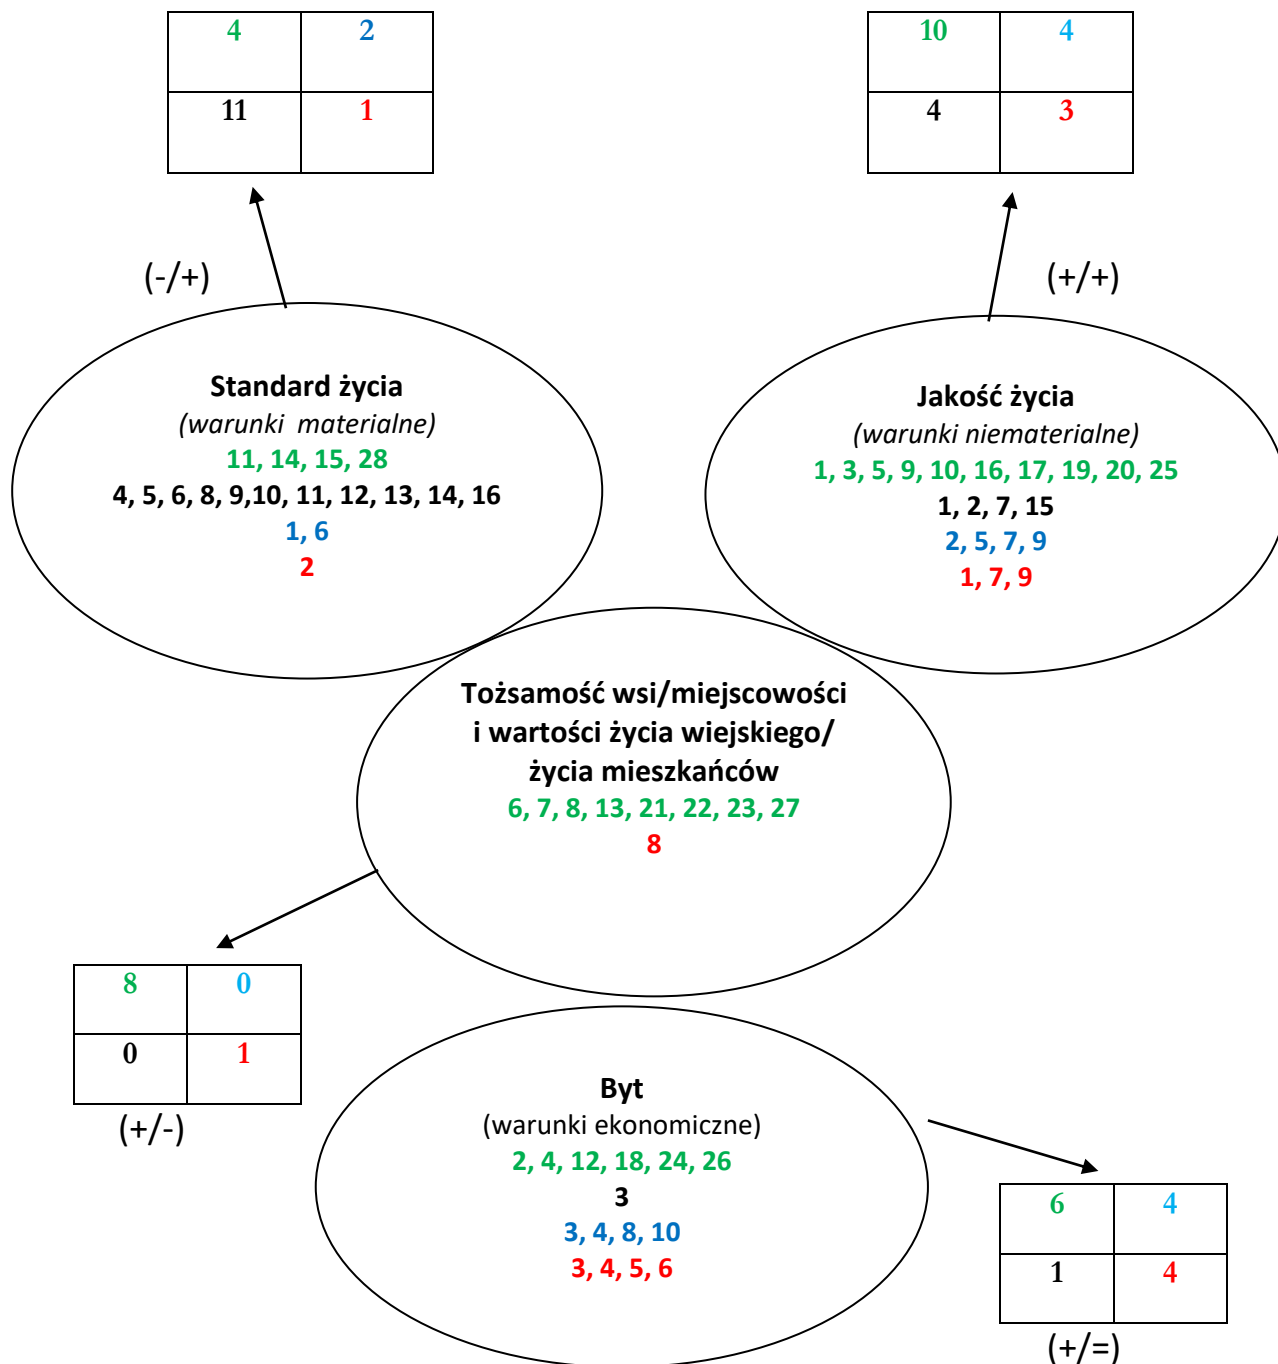 4 2
11 1
10 4
4 3
(-/+)
(+/+)
Standard życia
(warunki materialne)
11, 14, 15, 28
4, 5, 6, 8, 9,10, 11, 12, 13, 14, 16
1, 6
2
Jakość życia
(warunki niematerialne)
1, 3, 5, 9, 10, 16, 17, 19, 20, 25
1, 2, 7, 15
2, 5, 7, 9
1, 7, 9
Tożsamość wsi/miejscowości
i wartości życia wiejskiego/
życia mieszkańców
6, 7, 8, 13, 21, 22, 23, 27
8
8 0
0 1
(+/-)
Byt
(warunki ekonomiczne)
2, 4, 12, 18, 24, 26
3
3, 4, 8, 10
3, 4, 5, 6
6 4
1 4
(+/=)